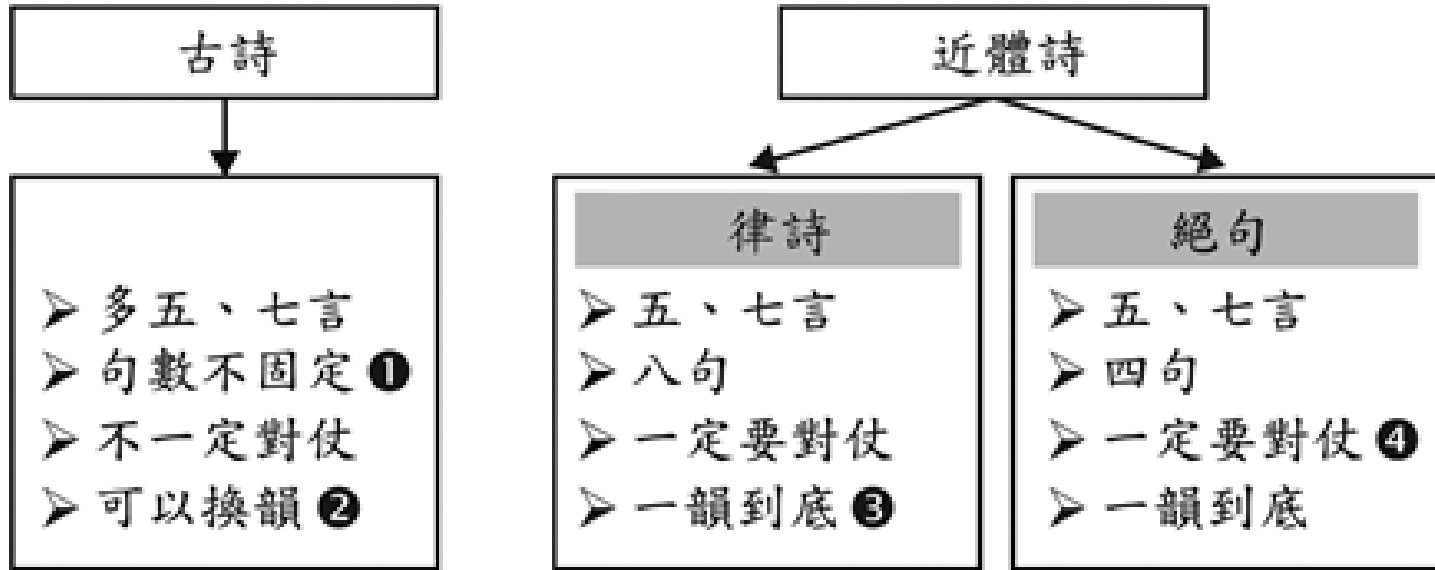 古詩
多五、七言
句數不固定❶
不一定對仗
可以換韻❷
近體詩
律詩
五、七言
八句
一定要對仗
一韻到底❸
絕句
五、七言
四句
一定要對仗❹
一韻到底